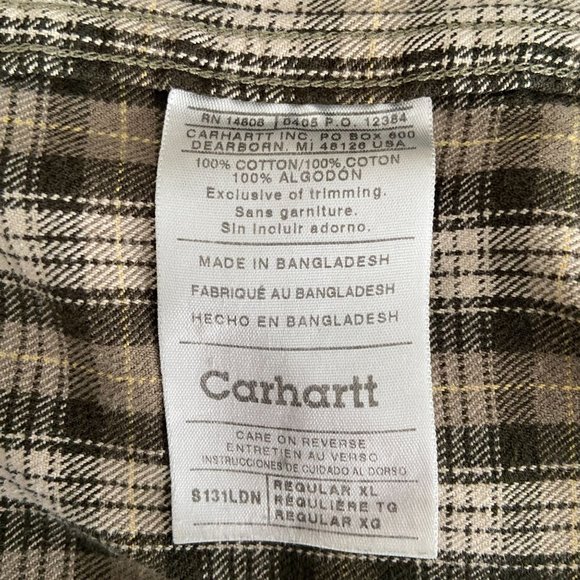 RN 14806 | 0405 P.O. 12384
CARHARTT INC. PO BOX 600
DEARBORN, MI 48126 USA
100% COTTON/100% COTON
100% ALGODÓN
Exclusive of trimming.
Sans garniture.
Sin incluir adorno.
MADE IN BANGLADESH
FABRIQUÉ AU BANGLADESH
HECHO EN BANGLADESH
Carhartt
CARE ON REVERSE
ENTRETIEN AU VERSO
INSTRUCCIONES DE CUIDADO AL DORSO
S131LDN
REGULAR XL
RÉGULIÈRE TG
REGULAR XG